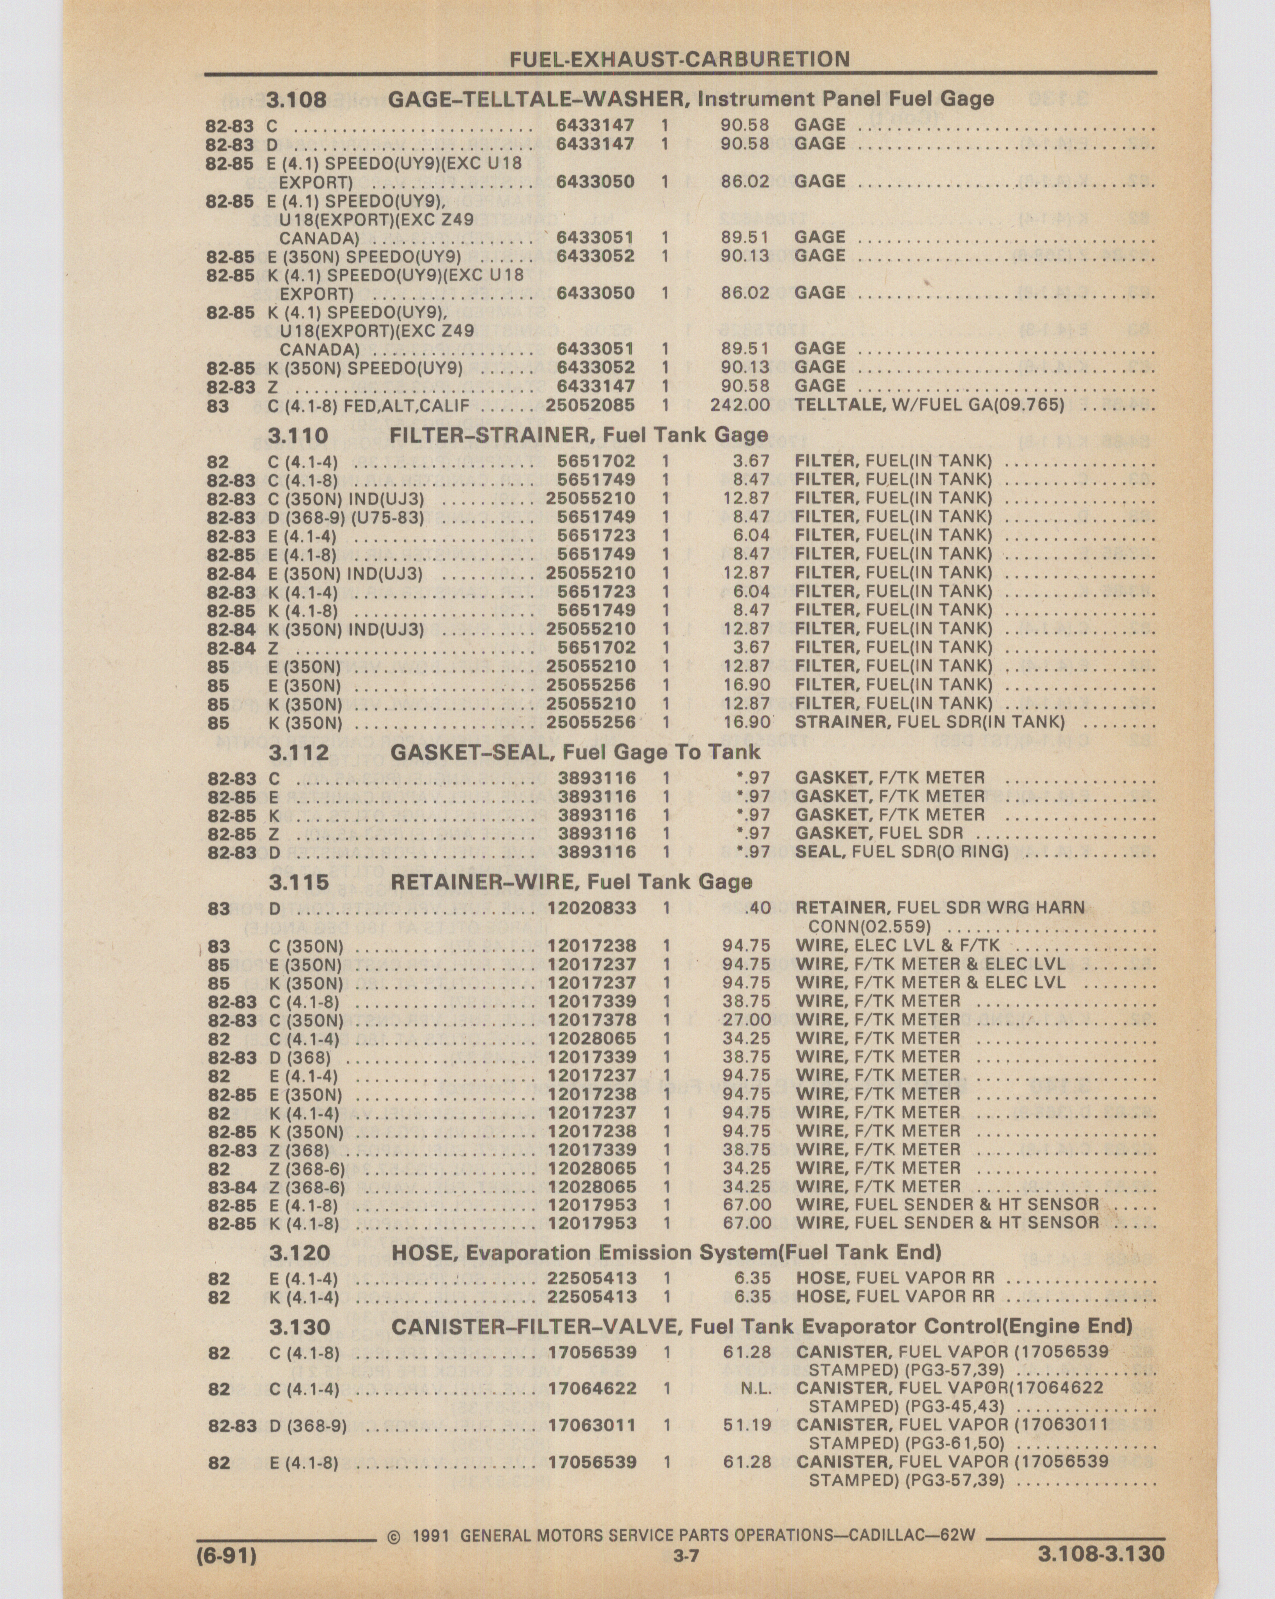 FUEL-EXHAUST-CARBURETION
3.108 GAGE–TELLTALE–WASHER, Instrument Panel Fuel Gage
82-83 C ......................... 6433147 1 90.58 GAGE ...............................
82-83 D ......................... 6433147 1 90.58 GAGE ...............................
82-85 E (4.1) SPEEDO(UY9)(EXC U18
EXPORT) ................. 6433050 1 86.02 GAGE ...............................
82-85 E (4.1) SPEEDO(UY9),
U18(EXPORT)(EXC Z49
CANADA) ................. 6433051 1 89.51 GAGE ...............................
82-85 E (350N) SPEEDO(UY9) ...... 6433052 1 90.13 GAGE ...............................
82-85 K (4.1) SPEEDO(UY9)(EXC U18
EXPORT) ................. 6433050 1 86.02 GAGE ...............................
82-85 K (4.1) SPEEDO(UY9),
U18(EXPORT)(EXC Z49
CANADA) ................. 6433051 1 89.51 GAGE ...............................
82-85 K (350N) SPEEDO(UY9) ...... 6433052 1 90.13 GAGE ...............................
82-83 Z ......................... 6433147 1 90.58 GAGE ...............................
83 C (4.1-8) FED,ALT,CALIF ...... 25052085 1 242.00 TELLTALE, W/FUEL GA(09.765) ........
3.110 FILTER–STRAINER, Fuel Tank Gage
82 C (4.1-4) ................... 5651702 1 3.67 FILTER, FUEL(IN TANK) ................
82-83 C (4.1-8) ................... 5651749 1 8.47 FILTER, FUEL(IN TANK) ................
82-83 C (350N) IND(UJ3) .......... 25055210 1 12.87 FILTER, FUEL(IN TANK) ................
82-83 D (368-9) (U75-83) .......... 5651749 1 8.47 FILTER, FUEL(IN TANK) ................
82-83 E (4.1-4) ................... 5651723 1 6.04 FILTER, FUEL(IN TANK) ................
82-85 E (4.1-8) ................... 5651749 1 8.47 FILTER, FUEL(IN TANK) ................
82-84 E (350N) IND(UJ3) .......... 25055210 1 12.87 FILTER, FUEL(IN TANK) ................
82-83 K (4.1-4) ................... 5651723 1 6.04 FILTER, FUEL(IN TANK) ................
82-85 K (4.1-8) ................... 5651749 1 8.47 FILTER, FUEL(IN TANK) ................
82-84 K (350N) IND(UJ3) .......... 25055210 1 12.87 FILTER, FUEL(IN TANK) ................
82-84 Z ......................... 5651702 1 3.67 FILTER, FUEL(IN TANK) ................
85 E (350N) ................... 25055210 1 12.87 FILTER, FUEL(IN TANK) ................
85 E (350N) ................... 25055256 1 16.90 FILTER, FUEL(IN TANK) ................
85 K (350N) ................... 25055210 1 12.87 FILTER, FUEL(IN TANK) ................
85 K (350N) ................... 25055256 1 16.90 STRAINER, FUEL SDR(IN TANK) ........
3.112 GASKET–SEAL, Fuel Gage To Tank
82-83 C ......................... 3893116 1 *.97 GASKET, F/TK METER ................
82-85 E ......................... 3893116 1 *.97 GASKET, F/TK METER ................
82-85 K ......................... 3893116 1 *.97 GASKET, F/TK METER ................
82-85 Z ......................... 3893116 1 *.97 GASKET, FUEL SDR ...................
82-83 D ......................... 3893116 1 *.97 SEAL, FUEL SDR(O RING) ..............
3.115 RETAINER–WIRE, Fuel Tank Gage
83 D ......................... 12020833 1 .40 RETAINER, FUEL SDR WRG HARN
CONN(02.559) ......................
83 C (350N) ................... 12017238 1 94.75 WIRE, ELEC LVL & F/TK ...............
85 E (350N) ................... 12017237 1 94.75 WIRE, F/TK METER & ELEC LVL ........
85 K (350N) ................... 12017237 1 94.75 WIRE, F/TK METER & ELEC LVL ........
82-83 C (4.1-8) ................... 12017339 1 38.75 WIRE, F/TK METER ...................
82-83 C (350N) ................... 12017378 1 27.00 WIRE, F/TK METER ...................
82 C (4.1-4) ................... 12028065 1 34.25 WIRE, F/TK METER ...................
82-83 D (368) .................... 12017339 1 38.75 WIRE, F/TK METER ...................
82 E (4.1-4) ................... 12017237 1 94.75 WIRE, F/TK METER ...................
82-85 E (350N) ................... 12017238 1 94.75 WIRE, F/TK METER ...................
82 K (4.1-4) ................... 12017237 1 94.75 WIRE, F/TK METER ...................
82-85 K (350N) ................... 12017238 1 94.75 WIRE, F/TK METER ...................
82-83 Z (368) .................... 12017339 1 38.75 WIRE, F/TK METER ...................
82 Z (368-6) .................. 12028065 1 34.25 WIRE, F/TK METER ...................
83-84 Z (368-6) .................. 12028065 1 34.25 WIRE, F/TK METER ...................
82-85 E (4.1-8) ................... 12017953 1 67.00 WIRE, FUEL SENDER & HT SENSOR .....
82-85 K (4.1-8) ................... 12017953 1 67.00 WIRE, FUEL SENDER & HT SENSOR .....
3.120 HOSE, Evaporation Emission System(Fuel Tank End)
82 E (4.1-4) ................... 22505413 1 6.35 HOSE, FUEL VAPOR RR ................
82 K (4.1-4) ................... 22505413 1 6.35 HOSE, FUEL VAPOR RR ................
3.130 CANISTER–FILTER–VALVE, Fuel Tank Evaporator Control(Engine End)
82 C (4.1-8) ................... 17056539 1 61.28 CANISTER, FUEL VAPOR (17056539
STAMPED) (PG3-57,39) ...............
82 C (4.1-4) ................... 17064622 1 N.L. CANISTER, FUEL VAPOR(17064622
STAMPED) (PG3-45,43) ...............
82-83 D (368-9) .................. 17063011 1 51.19 CANISTER, FUEL VAPOR (17063011
STAMPED) (PG3-61,50) ...............
82 E (4.1-8) ................... 17056539 1 61.28 CANISTER, FUEL VAPOR (17056539
STAMPED) (PG3-57,39) ...............
© 1991 GENERAL MOTORS SERVICE PARTS OPERATIONS—CADILLAC—62W
(6-91) 3-7 3.108-3.130